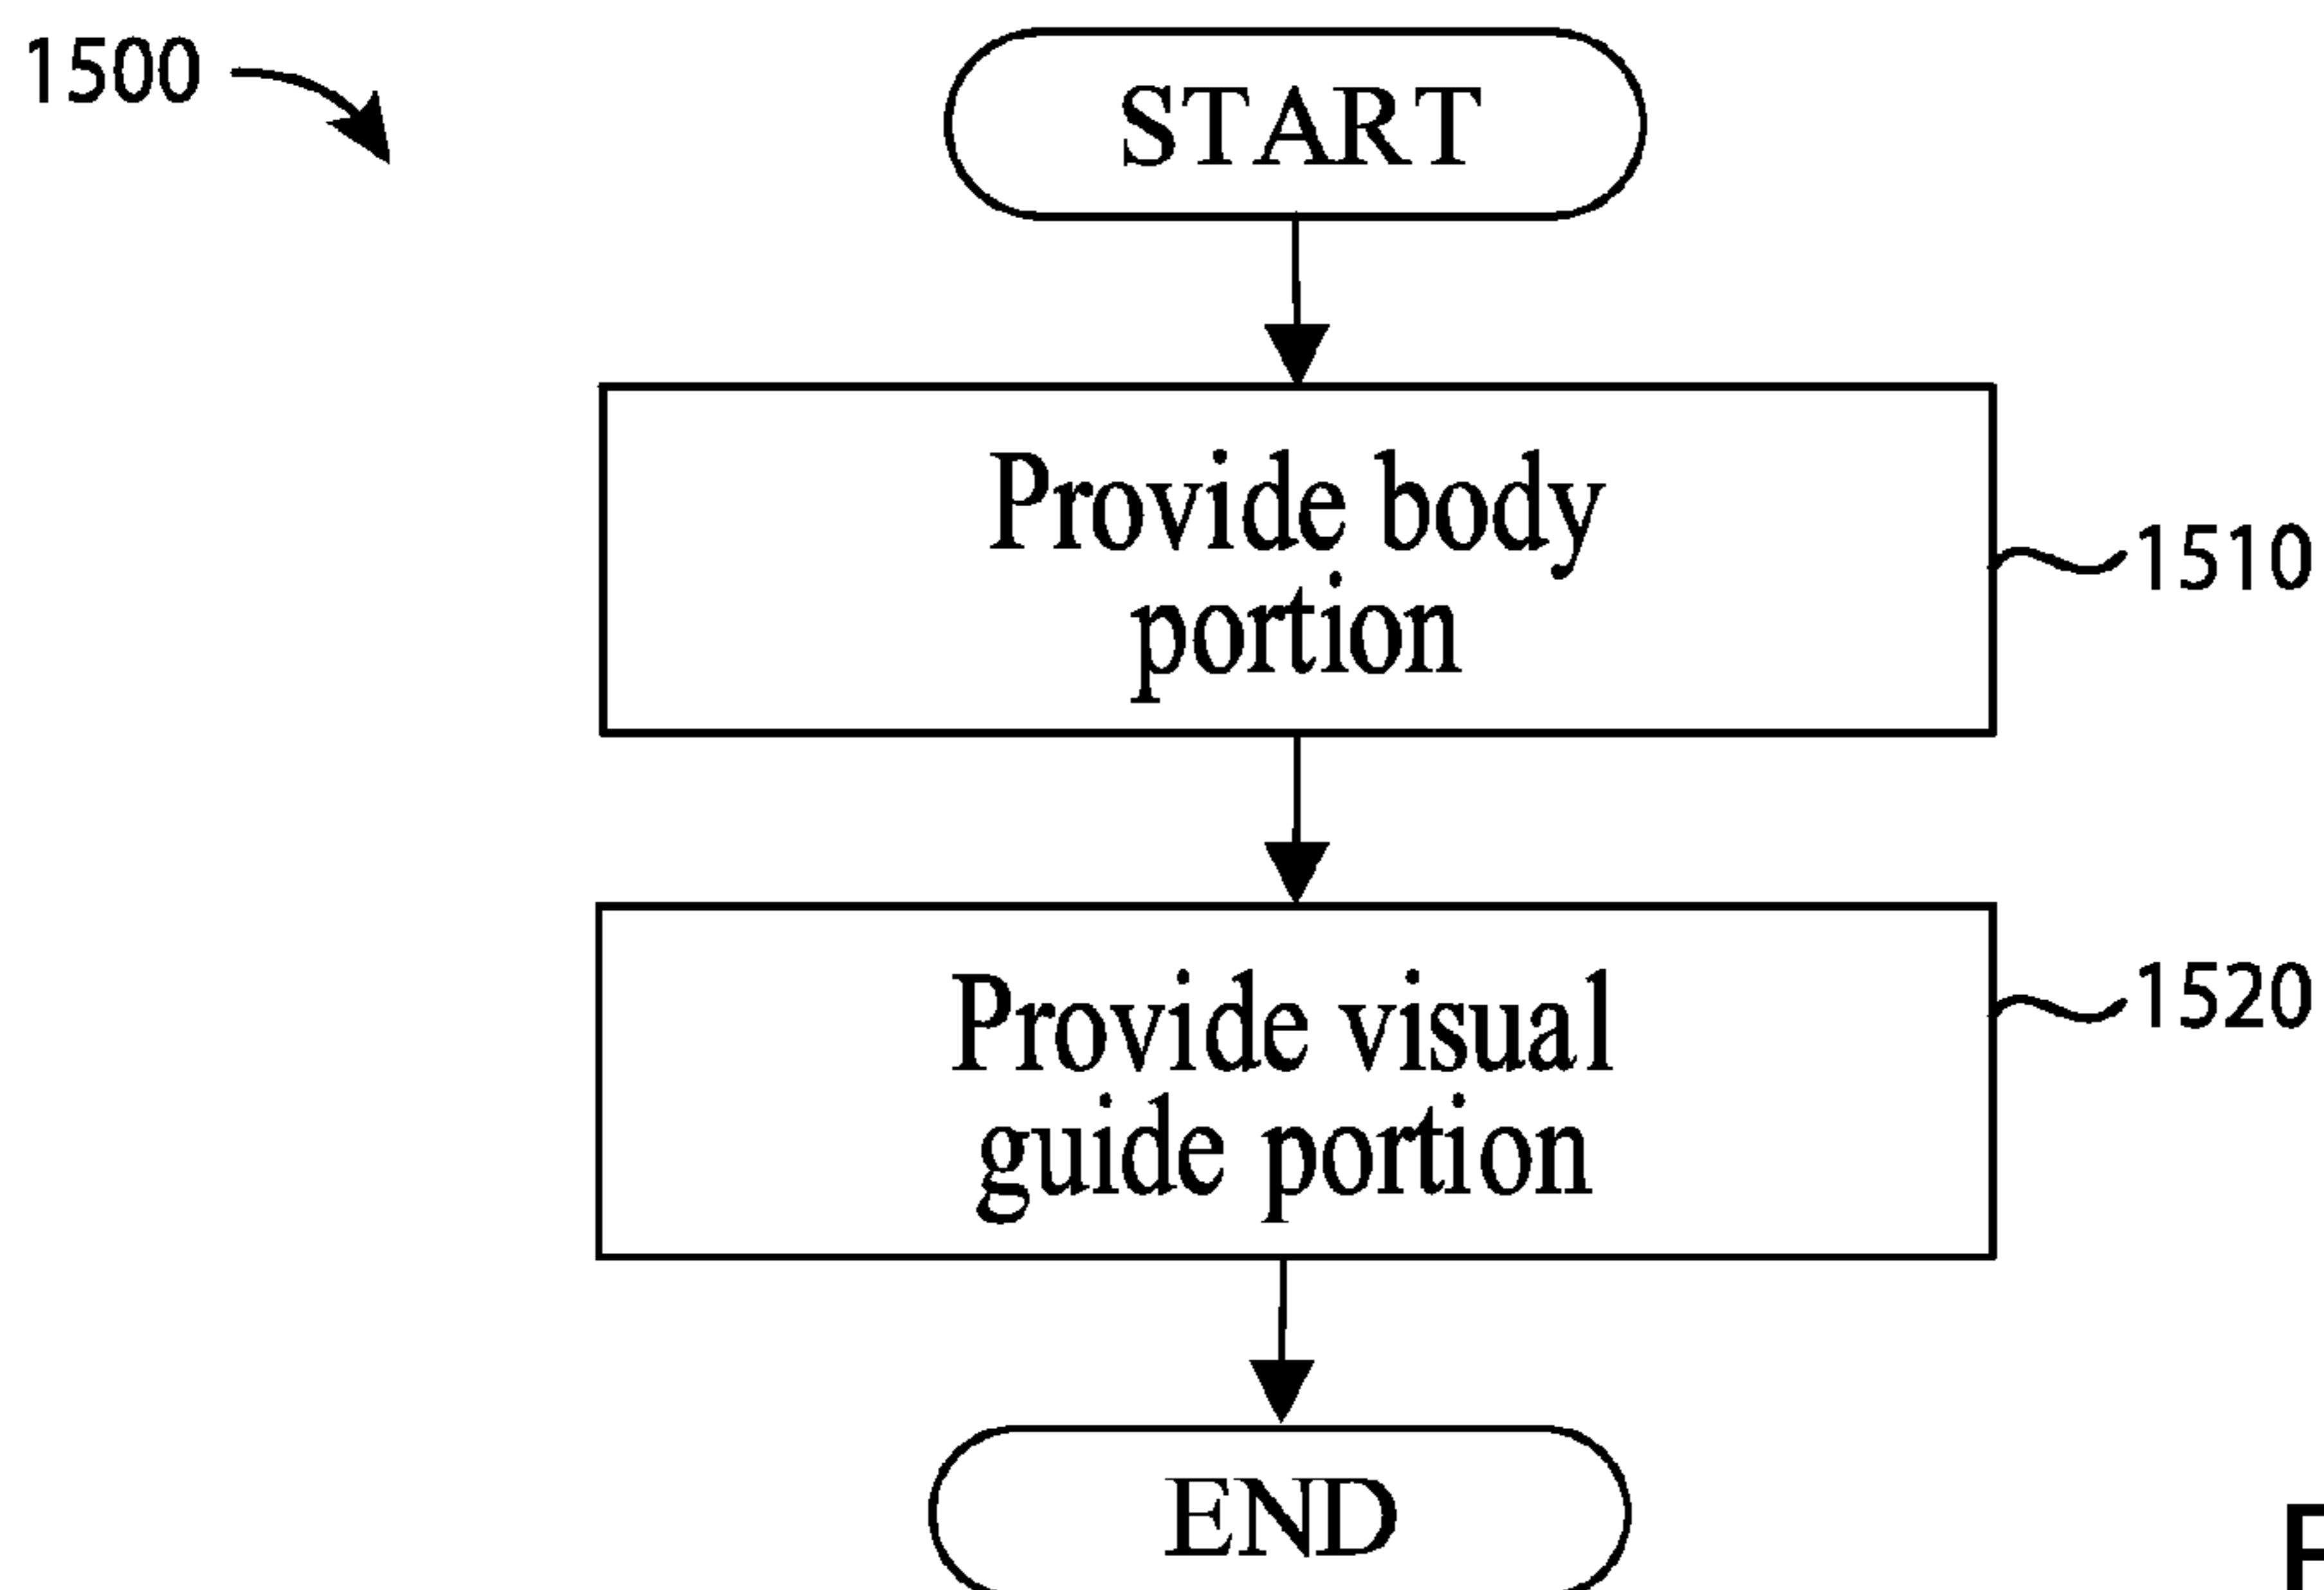 1500
START
Provide body
portion
1510
Provide visual
guide portion
1520
END